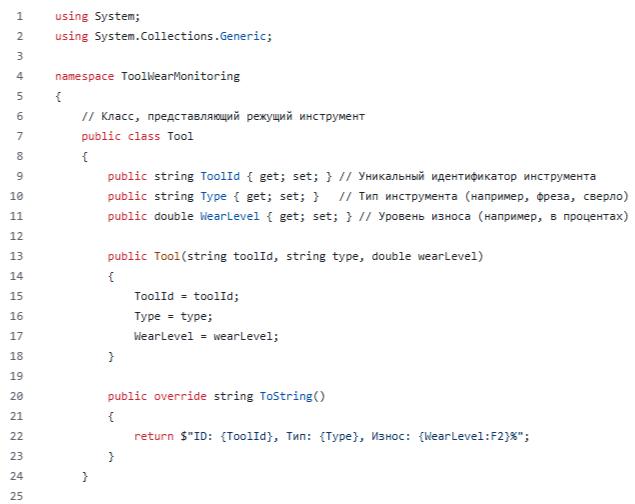 1 using System;
2 using System.Collections.Generic;
3
4 namespace ToolWearMonitoring
5 {
6     // Класс, представляющий режущий инструмент
7     public class Tool
8     {
9         public string ToolId { get; set; } // Уникальный идентификатор инструмента
10         public string Type { get; set; }   // Тип инструмента (например, фреза, сверло)
11         public double WearLevel { get; set; } // Уровень износа (например, в процентах)
12
13         public Tool(string toolId, string type, double wearLevel)
14         {
15             ToolId = toolId;
16             Type = type;
17             WearLevel = wearLevel;
18         }
19
20         public override string ToString()
21         {
22             return $"ID: {ToolId}, Тип: {Type}, Износ: {WearLevel:F2}%";
23         }
24     }
25